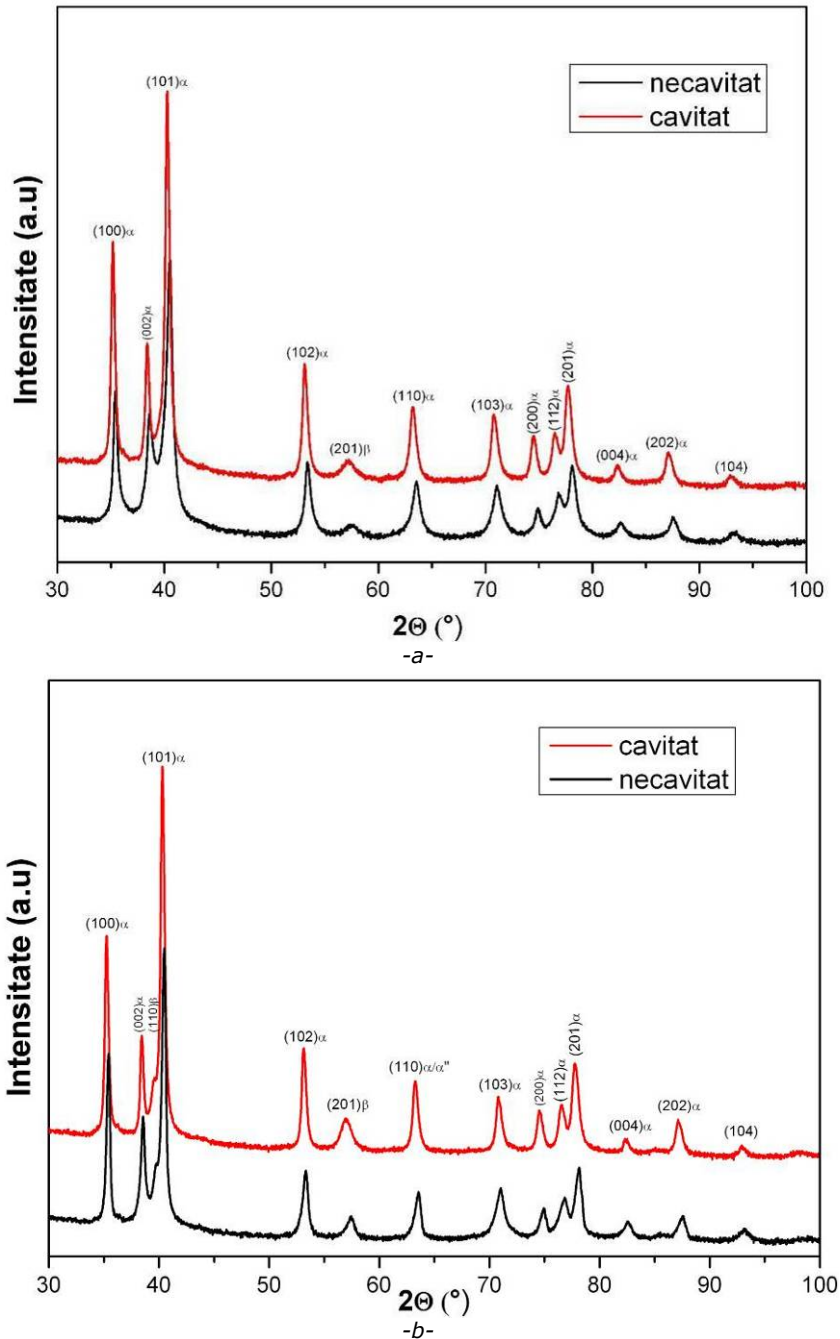 (101)α
necavitat
cavitat
(100)α
(002)α
(102)α
(201)β
(110)α
(103)α
(200)α
(112)α
(201)α
(004)α
(202)α
(104)
Intensitate (a.u)
30 40 50 60 70 80 90 100
2Θ (°)
-a-
(101)α
cavitat
necavitat
(100)α
(002)α
(110)β
(102)α
(201)β
(110)α/α"
(103)α
(200)α
(112)α
(201)α
(004)α
(202)α
(104)
Intensitate (a.u)
30 40 50 60 70 80 90 100
2Θ (°)
-b-